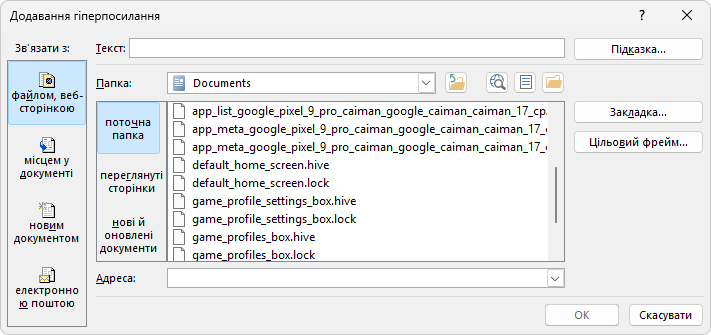 Додавання гіперпосилання
?
Зв'язати з:
Текст:
Підказка...
файлом, веб-
сторінкою
Папка:
Documents
поточна
папка
app_list_google_pixel_9_pro_caiman_google_caiman_caiman_17_cp
app_meta_google_pixel_9_pro_caiman_google_caiman_caiman_17_
app_meta_google_pixel_9_pro_caiman_google_caiman_caiman_17_
default_home_screen.hive
default_home_screen.lock
game_profile_settings_box.hive
game_profile_settings_box.lock
game_profiles_box.hive
game_profiles_box.lock
Закладка...
Цільовий фрейм...
місцем у
документі
переглянуті
сторінки
новим
документом
нові й
оновлені
документи
електронно
ю поштою
Адреса:
OK
Скасувати